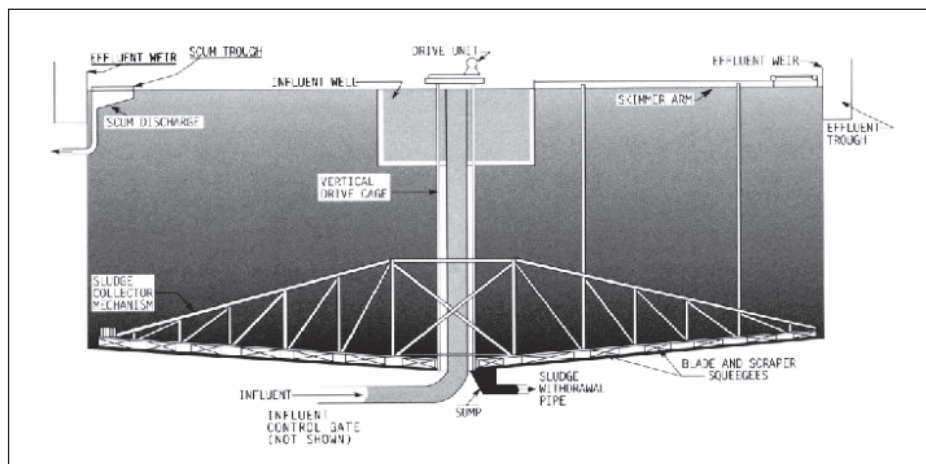 EFFLUENT WEIR
SCUM TROUGH
DRIVE UNIT
EFFLUENT WEIR
INFLUENT WELL
SKIMMER ARM
SCUM DISCHARGE
EFFLUENT
TROUGH
VERTICAL
DRIVE CAGE
SLUDGE
COLLECTOR
MECHANISM
BLADE AND SCRAPER
SQUEEGEES
INFLUENT
SLUDGE
WITHDRAWAL
PIPE
SUMP
INFLUENT
CONTROL GATE
(NOT SHOWN)